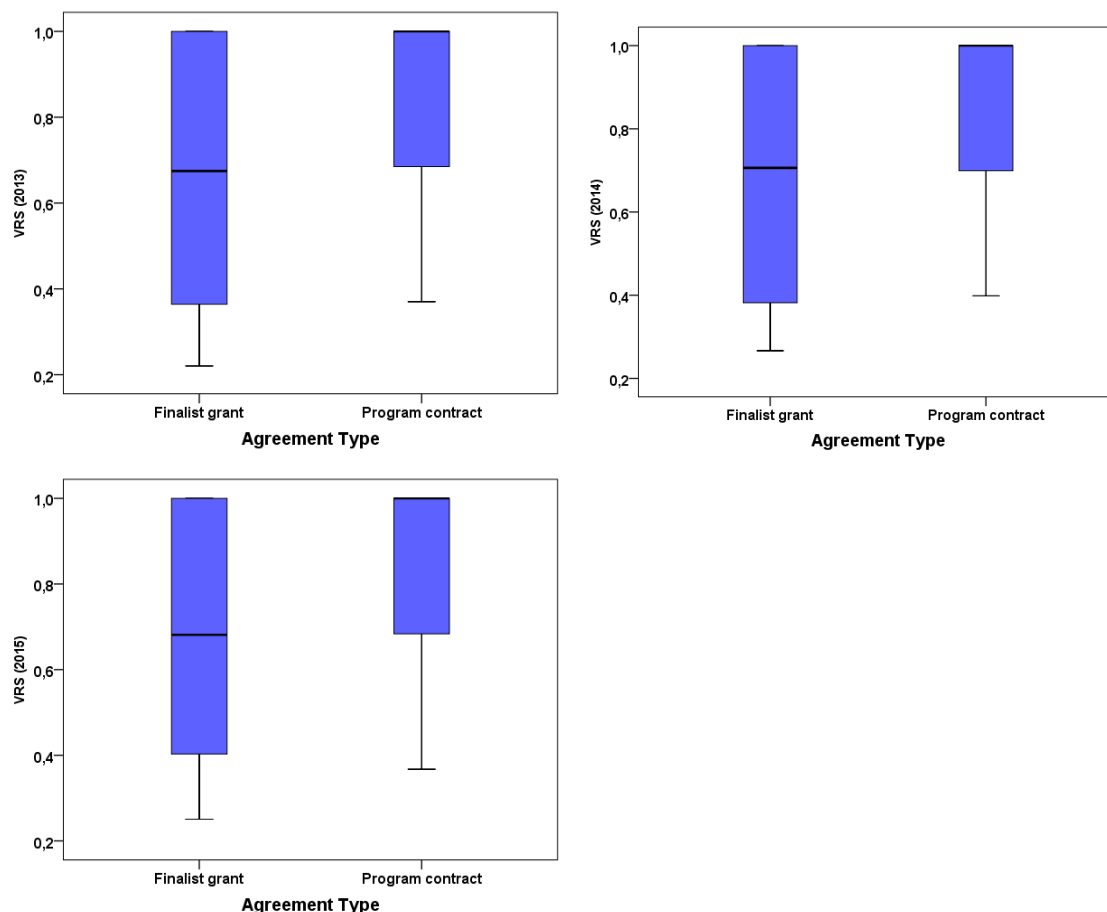 1,0
0,8
0,6
0,4
0,2
VRS (2013)
Finalist grant
Program contract
Agreement Type
1,0
0,8
0,6
0,4
0,2
VRS (2014)
Finalist grant
Program contract
Agreement Type
1,0
0,8
0,6
0,4
0,2
VRS (2015)
Finalist grant
Program contract
Agreement Type